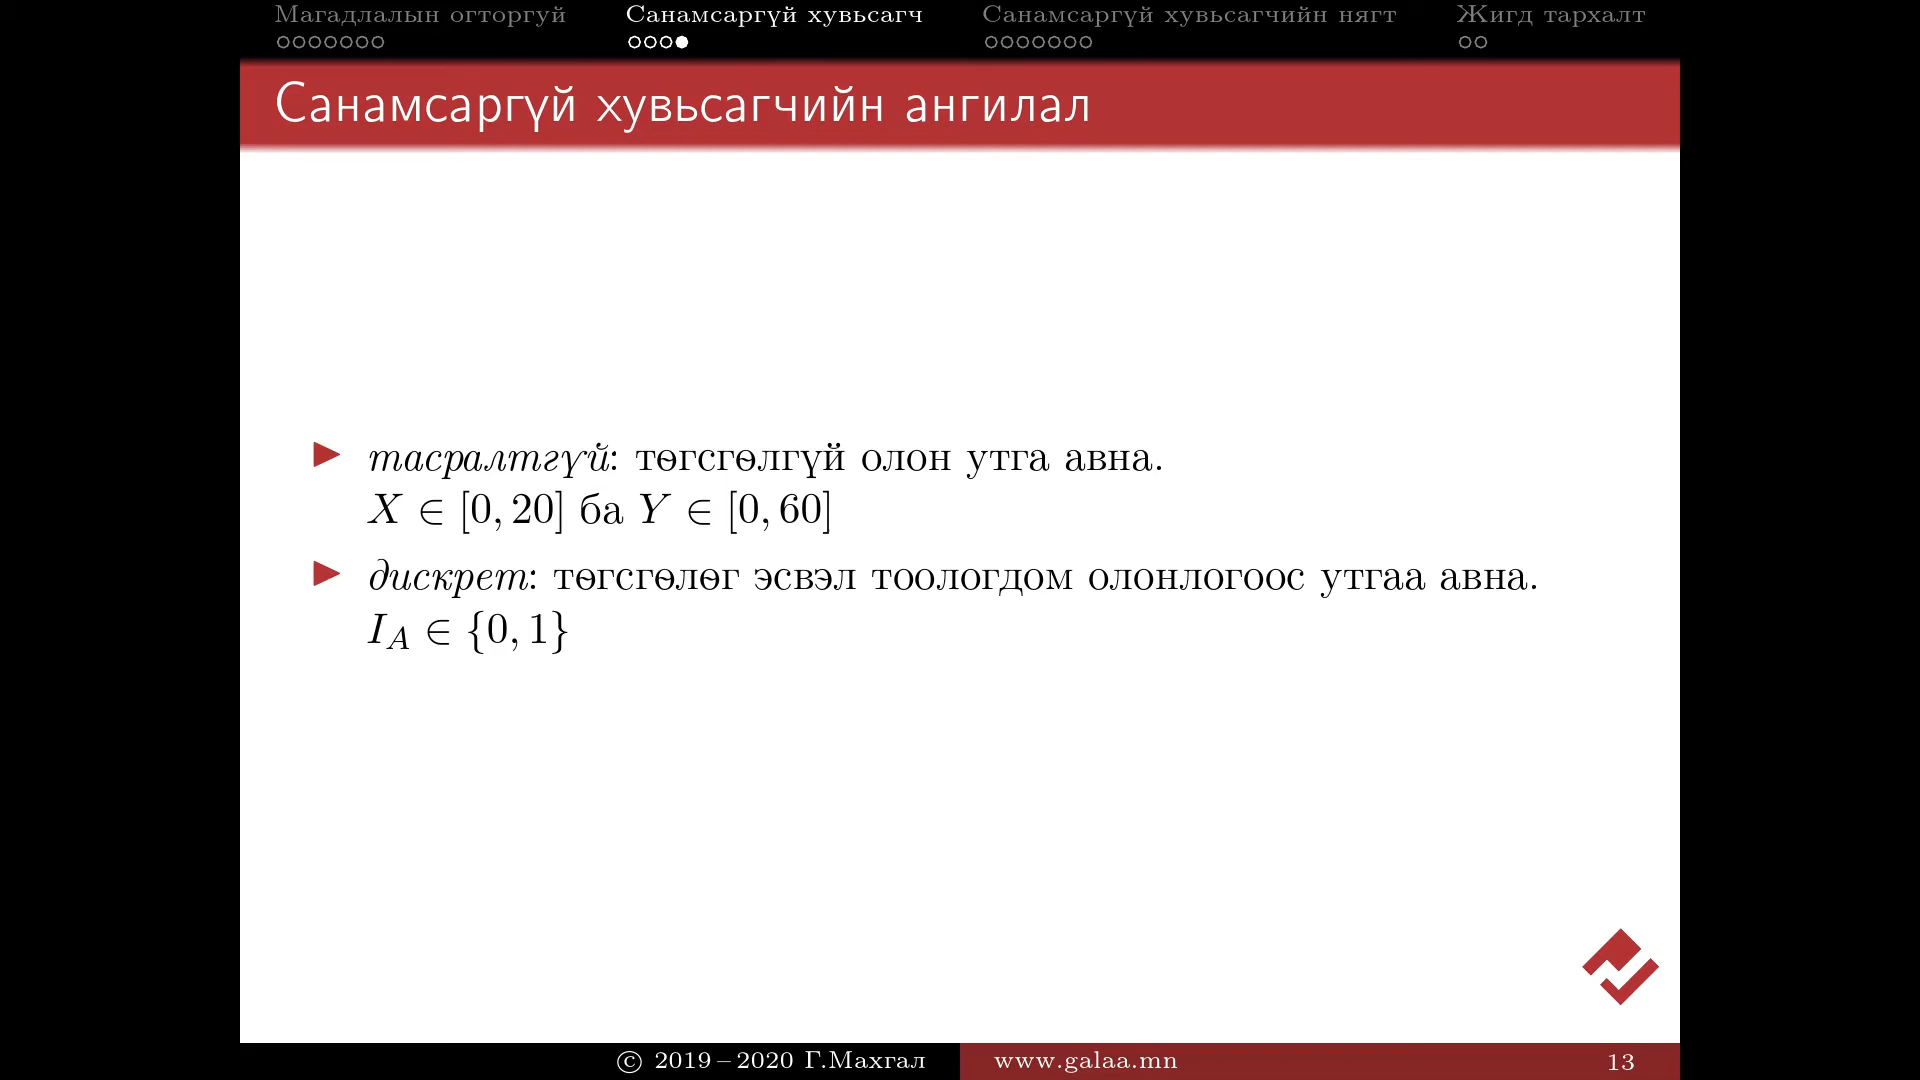 Магадлалын огторгуй Санамсаргүй хувьсагч Санамсаргүй хувьсагчийн нягт Жигд тархалт
Санамсаргүй хувьсагчийн ангилал
тасралтгүй: төгсгөлгүй олон утга авна.
X ∈ [0, 20] ба Y ∈ [0, 60]
дискрет: төгсгөлөг эсвэл тоологдом олонлогоос утгаа авна.
I_A ∈ {0, 1}
© 2019 – 2020 Г.Махгал www.galaa.mn 13